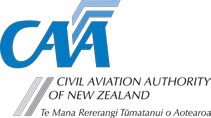 CAA
CIVIL AVIATION AUTHORITY
OF NEW ZEALAND
Te Mana Rererangi Tūmatanui o Aotearoa